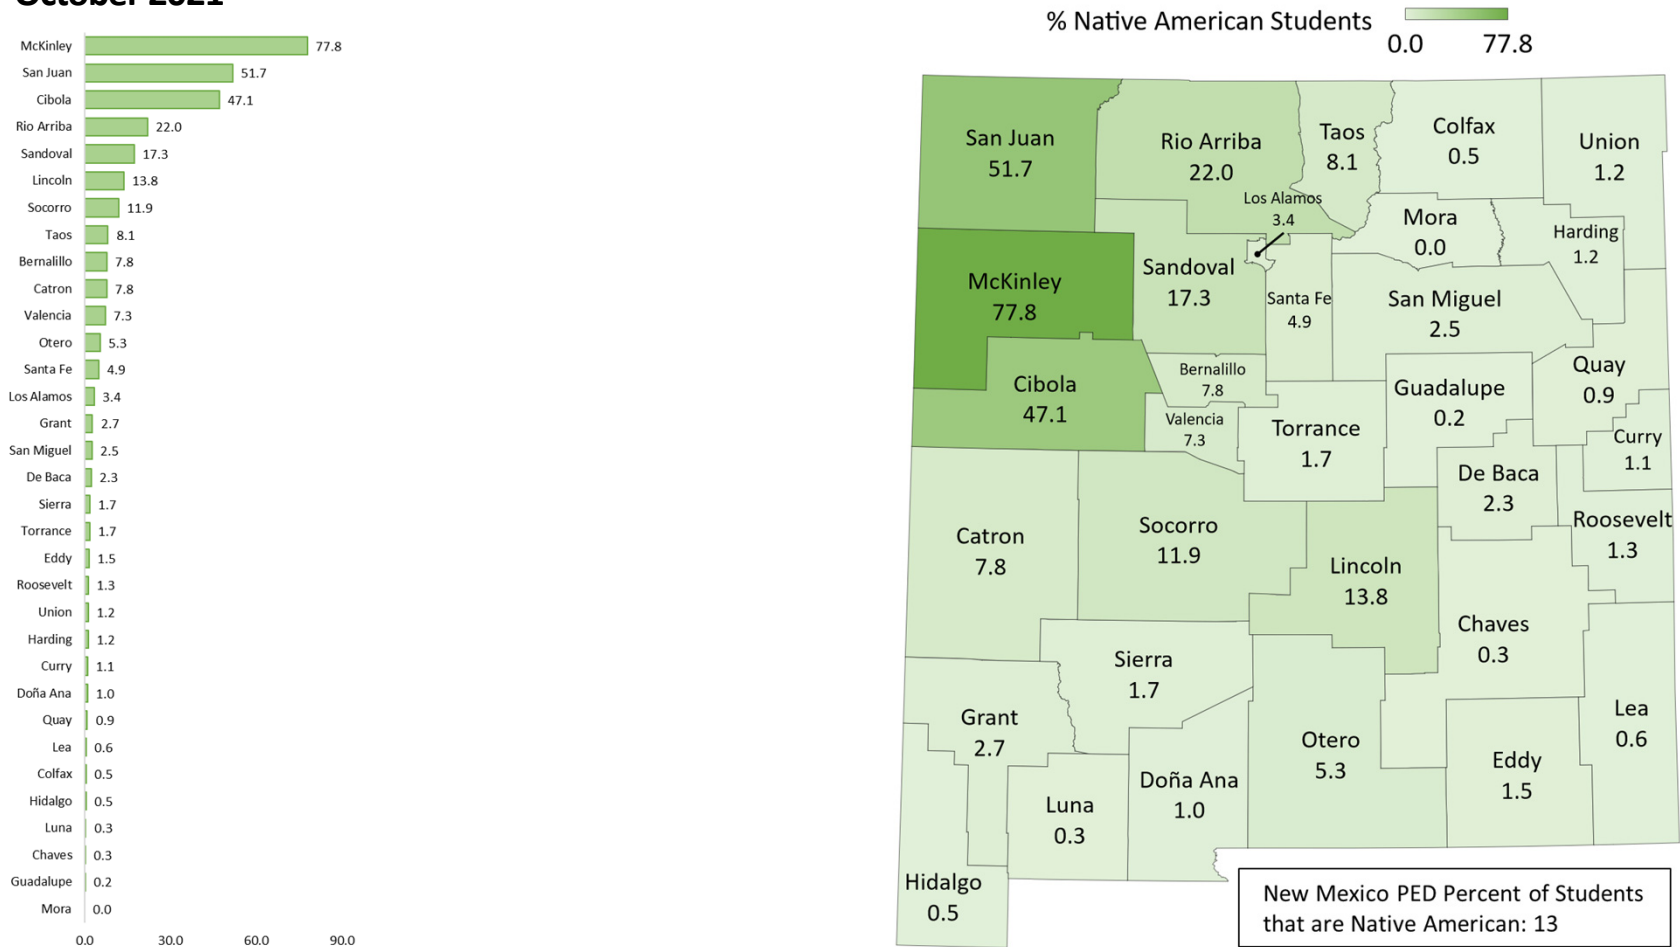 October 2021
McKinley 77.8
San Juan 51.7
Cibola 47.1
Rio Arriba 22.0
Sandoval 17.3
Lincoln 13.8
Socorro 11.9
Taos 8.1
Bernalillo 7.8
Catron 7.8
Valencia 7.3
Otero 5.3
Santa Fe 4.9
Los Alamos 3.4
Grant 2.7
San Miguel 2.5
De Baca 2.3
Sierra 1.7
Torrance 1.7
Eddy 1.5
Roosevelt 1.3
Union 1.2
Harding 1.2
Curry 1.1
Doña Ana 1.0
Quay 0.9
Lea 0.6
Colfax 0.5
Hidalgo 0.5
Luna 0.3
Chaves 0.3
Guadalupe 0.2
Mora 0.0
0.0 30.0 60.0 90.0
% Native American Students
0.0 77.8
San Juan
51.7
Rio Arriba
22.0
Taos
8.1
Colfax
0.5
Union
1.2
Los Alamos
3.4
Mora
0.0
Harding
1.2
McKinley
77.8
Sandoval
17.3
Santa Fe
4.9
San Miguel
2.5
Cibola
47.1
Bernalillo
7.8
Valencia
7.3
Torrance
1.7
Guadalupe
0.2
Quay
0.9
Curry
1.1
De Baca
2.3
Roosevelt
1.3
Catron
7.8
Socorro
11.9
Lincoln
13.8
Chaves
0.3
Sierra
1.7
Grant
2.7
Otero
5.3
Lea
0.6
Eddy
1.5
Doña Ana
1.0
Luna
0.3
Hidalgo
0.5
New Mexico PED Percent of Students
that are Native American: 13